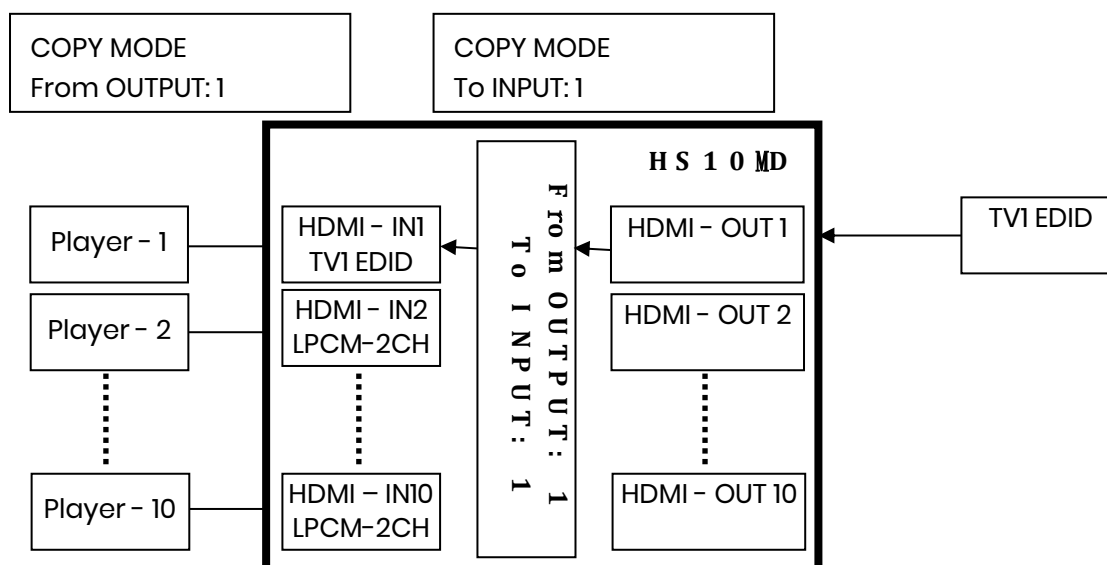 COPY MODE
From OUTPUT: 1
COPY MODE
To INPUT: 1
HS10MD
Player - 1
HDMI - IN1
TV1 EDID
From OUTPUT: 1
To INPUT: 1
HDMI - OUT 1
TV1 EDID
Player - 2
HDMI - IN2
LPCM-2CH
HDMI - OUT 2
Player - 10
HDMI - IN10
LPCM-2CH
HDMI - OUT 10